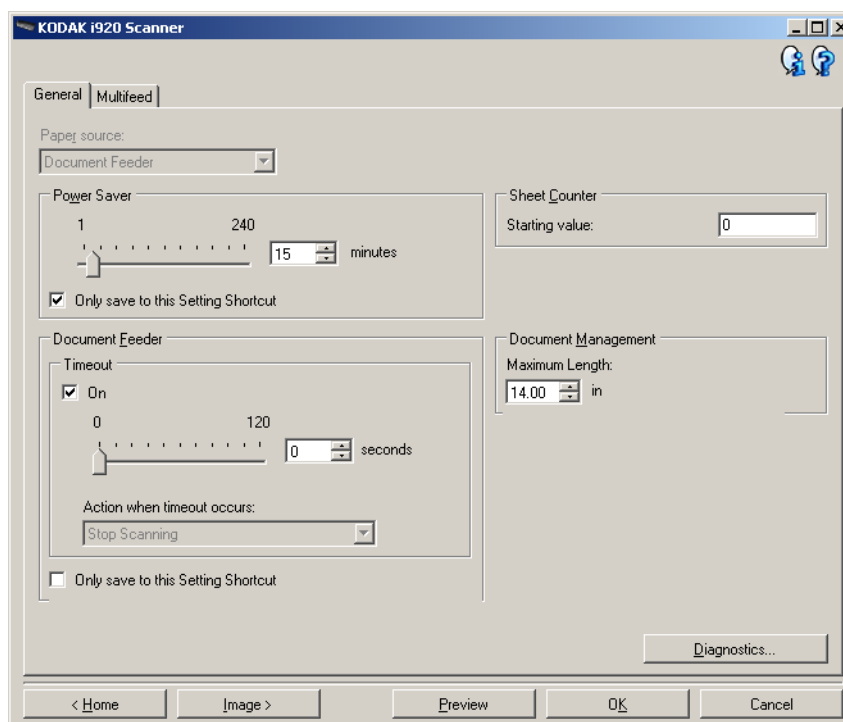 KODAK i920 Scanner
General
Multifeed
Paper source:
Document Feeder
Power Saver
1 240
15 minutes
Only save to this Setting Shortcut
Sheet Counter
Starting value: 0
Document Feeder
Timeout
On
0 120
0 seconds
Action when timeout occurs:
Stop Scanning
Only save to this Setting Shortcut
Document Management
Maximum Length:
14.00 in
Diagnostics...
< Home
Image >
Preview
OK
Cancel